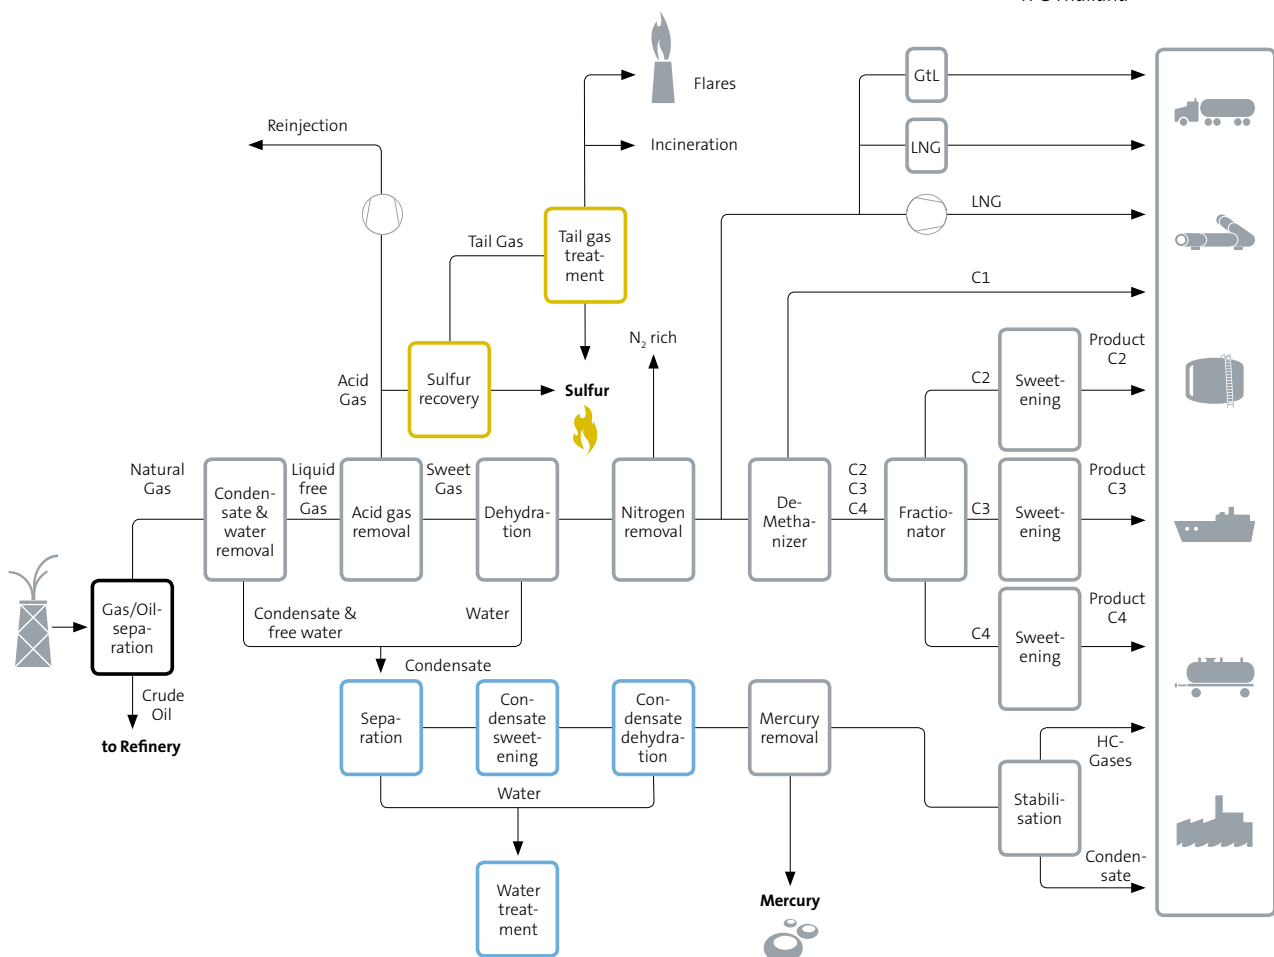 Flares
GtL
Reinjection
Incineration
LNG
LNG
Tail Gas
Tail gas
treat-
ment
C1
N2 rich
Product
C2
Acid
Gas
Sulfur
recovery
Sulfur
C2
Sweet-
ening
Natural
Gas
Conden-
sate &
water
removal
Liquid
free
Gas
Acid gas
removal
Sweet
Gas
Dehydra-
tion
Nitrogen
removal
De-
Metha-
nizer
C2
C3
C4
Fractio-
nator
C3
Sweet-
ening
Product
C3
Gas/Oil-
sepa-
ration
Condensate &
free water
Water
C4
Sweet-
ening
Product
C4
Condensate
Crude
Oil
to Refinery
Sepa-
ration
Con-
densate
sweet-
ening
Con-
densate
dehydra-
tion
Mercury
removal
HC-
Gases
Water
Stabili-
sation
Conden-
sate
Water
treat-
ment
Mercury